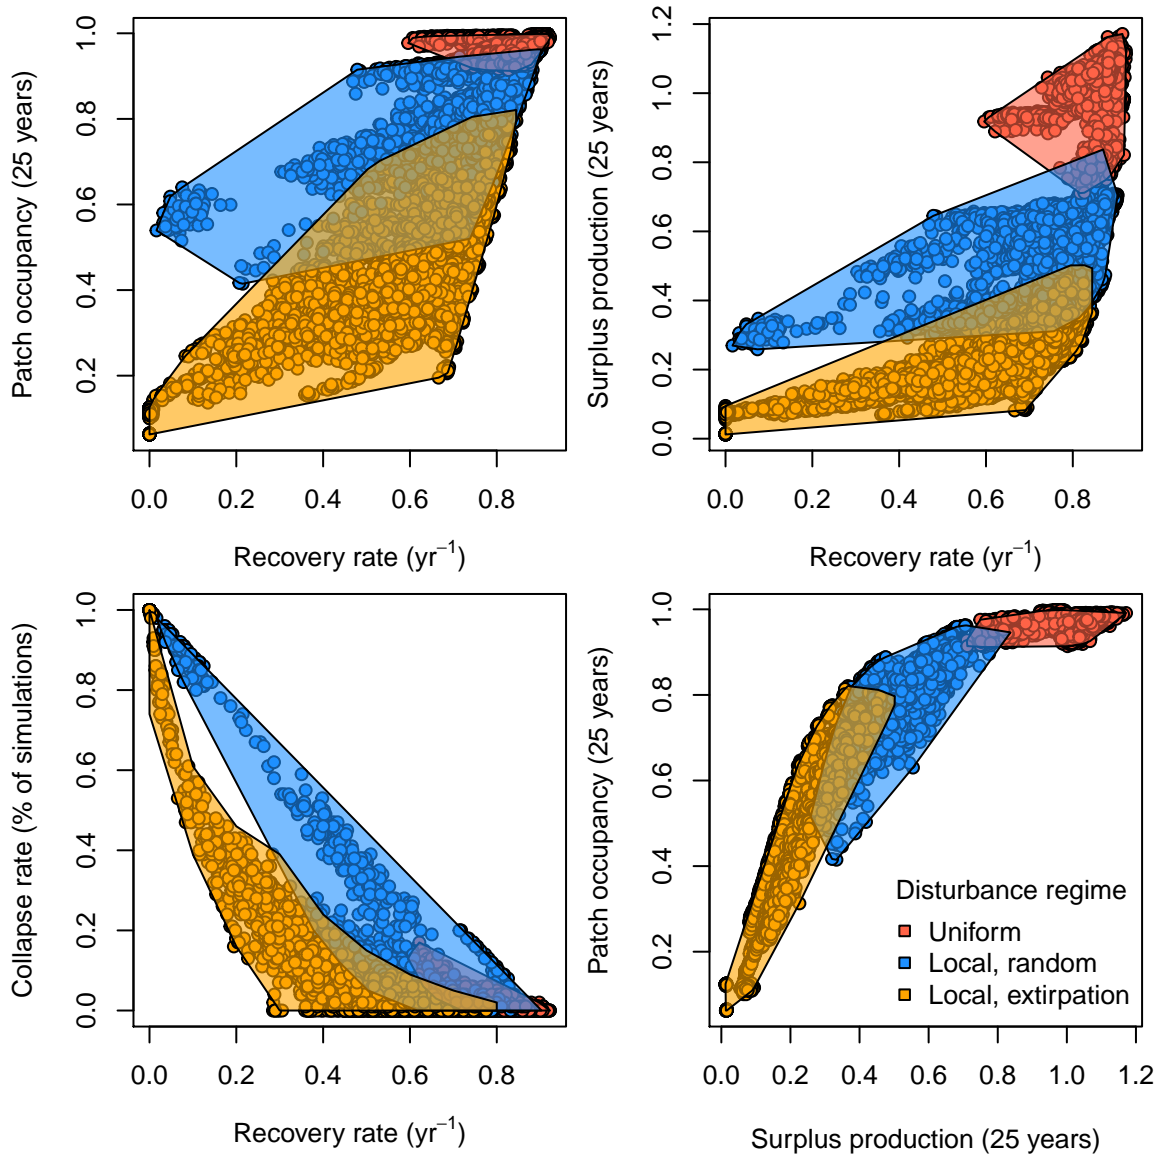 Patch occupancy (25 years)
1.0
0.8
0.6
0.4
0.2
0.0 0.2 0.4 0.6 0.8
Recovery rate (yr⁻¹)
Surplus production (25 years)
1.2
1.0
0.8
0.6
0.4
0.2
0.0
0.0 0.2 0.4 0.6 0.8
Recovery rate (yr⁻¹)
Collapse rate (% of simulations)
1.0
0.8
0.6
0.4
0.2
0.0
0.0 0.2 0.4 0.6 0.8
Recovery rate (yr⁻¹)
Patch occupancy (25 years)
1.0
0.8
0.6
0.4
0.2
Disturbance regime
Uniform
Local, random
Local, extirpation
0.0 0.2 0.4 0.6 0.8 1.0 1.2
Surplus production (25 years)